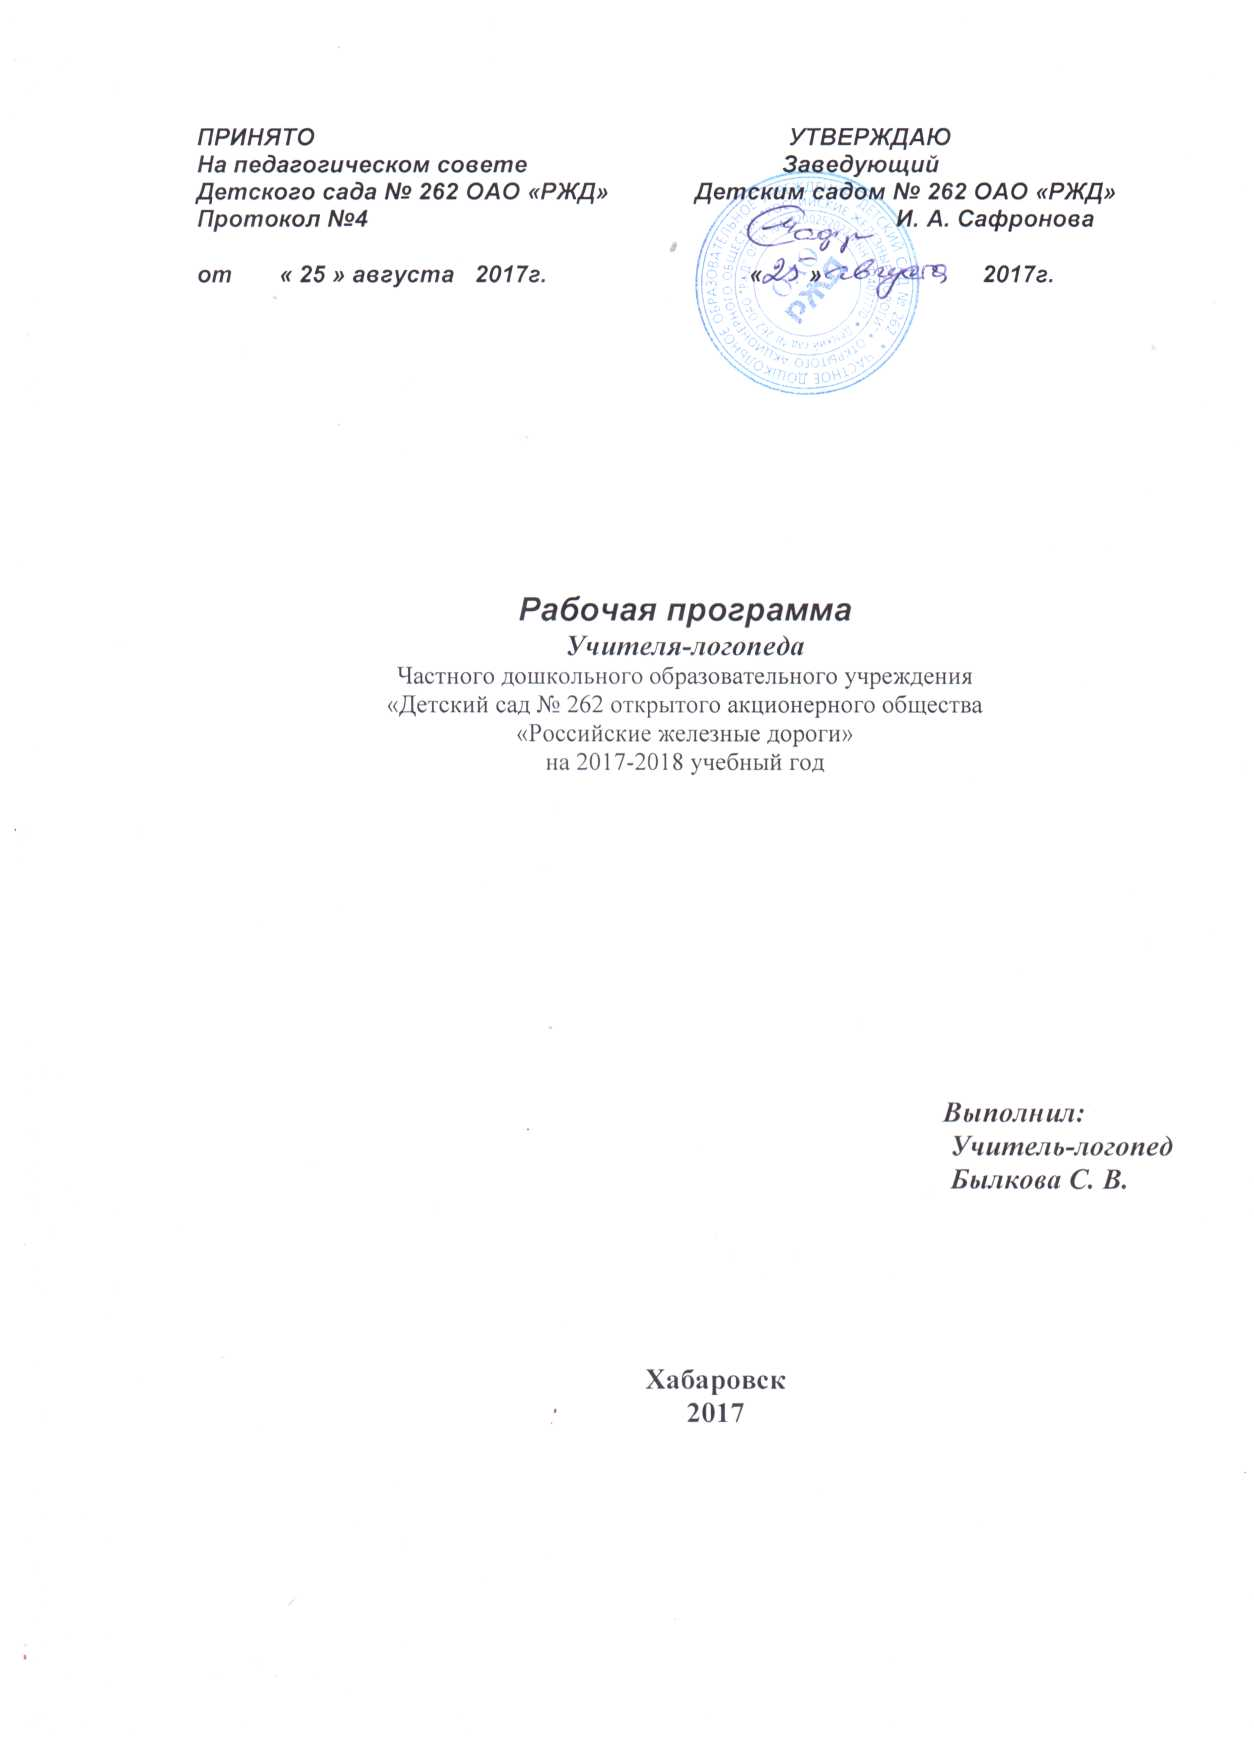 ПРИНЯТО
На педагогическом совете
Детского сада № 262 ОАО «РЖД»
Протокол №4
от « 25 » августа 2017г.
УТВЕРЖДАЮ
Заведующий
Детским садом № 262 ОАО «РЖД»
И. А. Сафронова
«25» августа 2017г.
РЖД
Рабочая программа
Учителя-логопеда
Частного дошкольного образовательного учреждения
«Детский сад № 262 открытого акционерного общества
«Российские железные дороги»
на 2017-2018 учебный год
Выполнил:
Учитель-логопед
Былкова С. В.
Хабаровск
2017